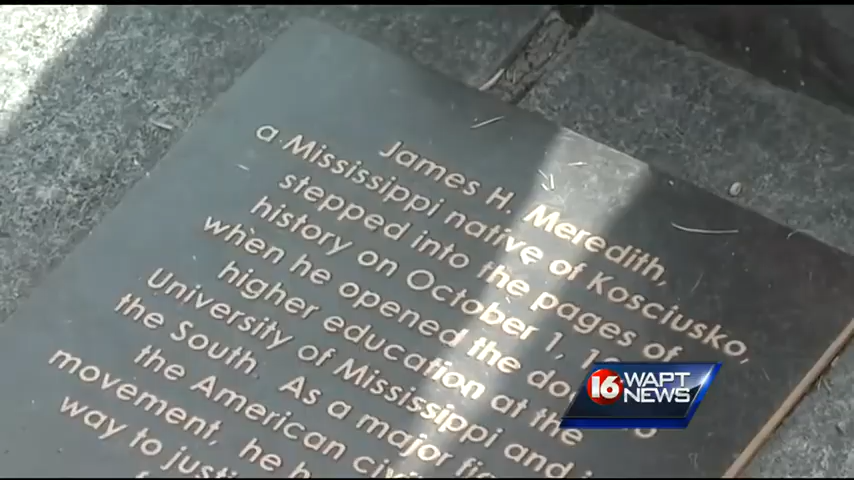 James H. Meredith,
a Mississippi native of Kosciusko,
stepped into the pages of
history on October 1,
when he opened the
higher education at the
University of Mississippi and
the South. As a major
the American
movement, he
way to
16 WAPT
NEWS